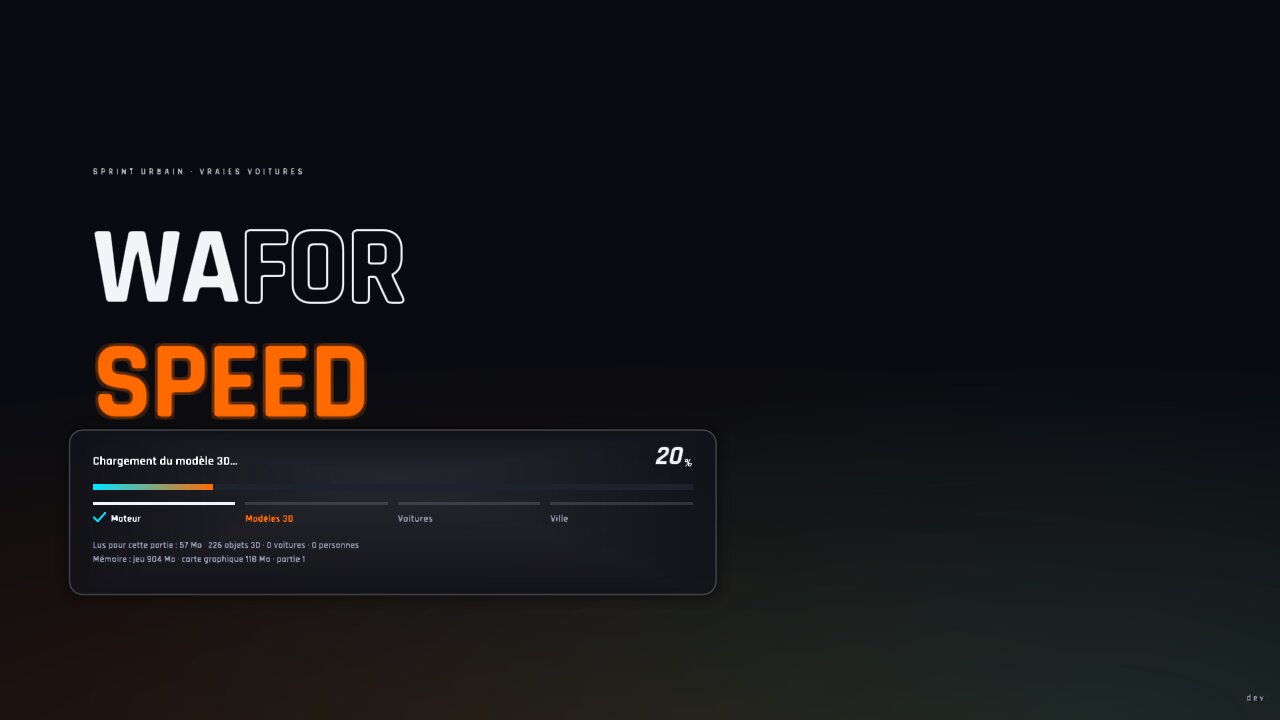 SPRINT URBAIN · VRAIES VOITURES
WAFOR
SPEED
Chargement du modèle 3D...
20 %
Moteur
Modèles 3D
Voitures
Ville
Lus pour cette partie : 57 Mo · 226 objets 3D · 0 voitures · 0 personnes
Mémoire : jeu 904 Mo · carte graphique 116 Mo · partie 1
dev